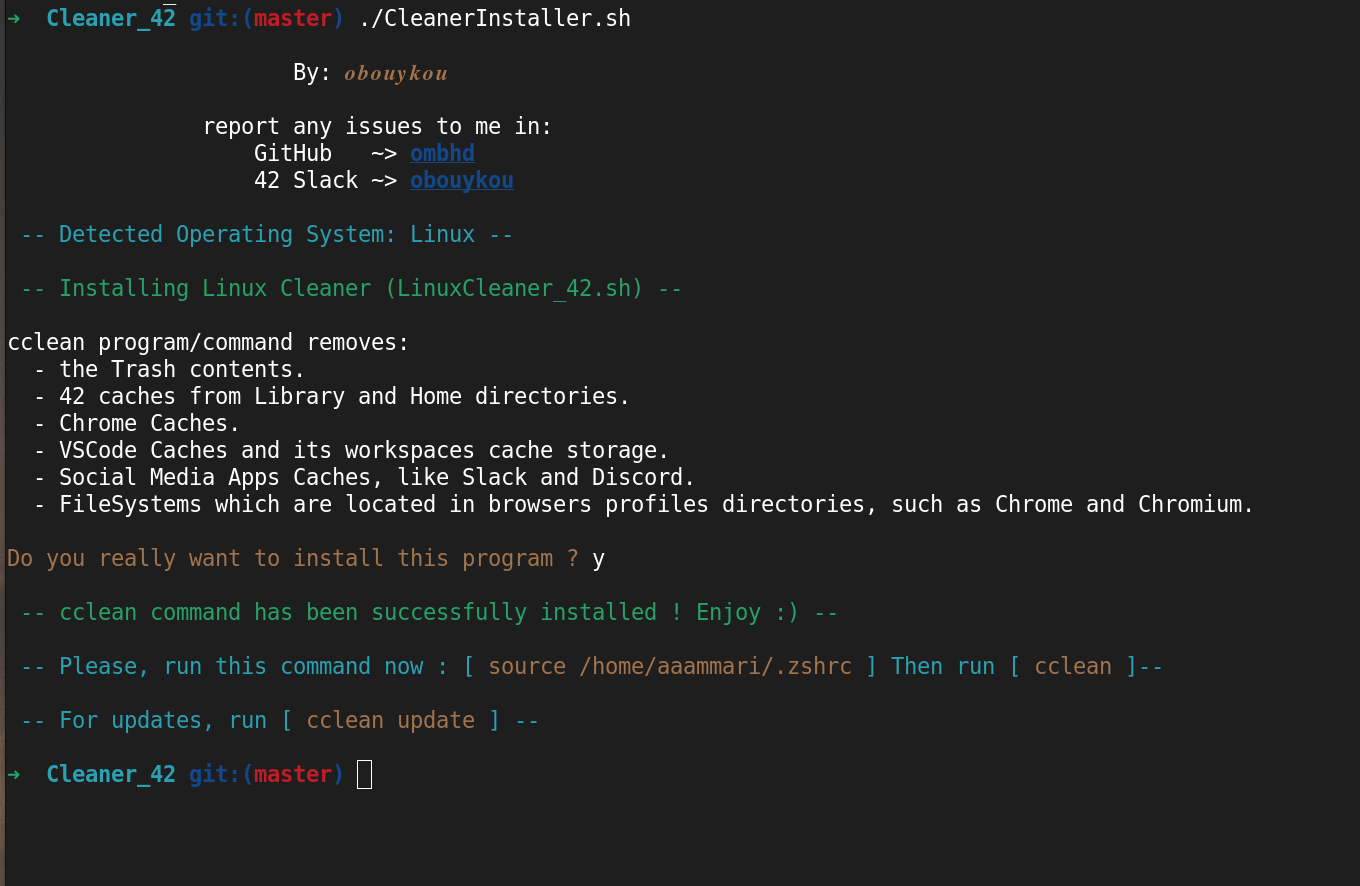 ➜  Cleaner_42 git:(master) ./CleanerInstaller.sh
By: obouykou
report any issues to me in:
GitHub   ~> ombhd
42 Slack ~> obouykou
-- Detected Operating System: Linux --
-- Installing Linux Cleaner (LinuxCleaner_42.sh) --
cclean program/command removes:
- the Trash contents.
- 42 caches from Library and Home directories.
- Chrome Caches.
- VSCode Caches and its workspaces cache storage.
- Social Media Apps Caches, like Slack and Discord.
- FileSystems which are located in browsers profiles directories, such as Chrome and Chromium.
Do you really want to install this program ? y
-- cclean command has been successfully installed ! Enjoy :) --
-- Please, run this command now : [ source /home/aaammari/.zshrc ] Then run [ cclean ]--
-- For updates, run [ cclean update ] --
➜  Cleaner_42 git:(master)